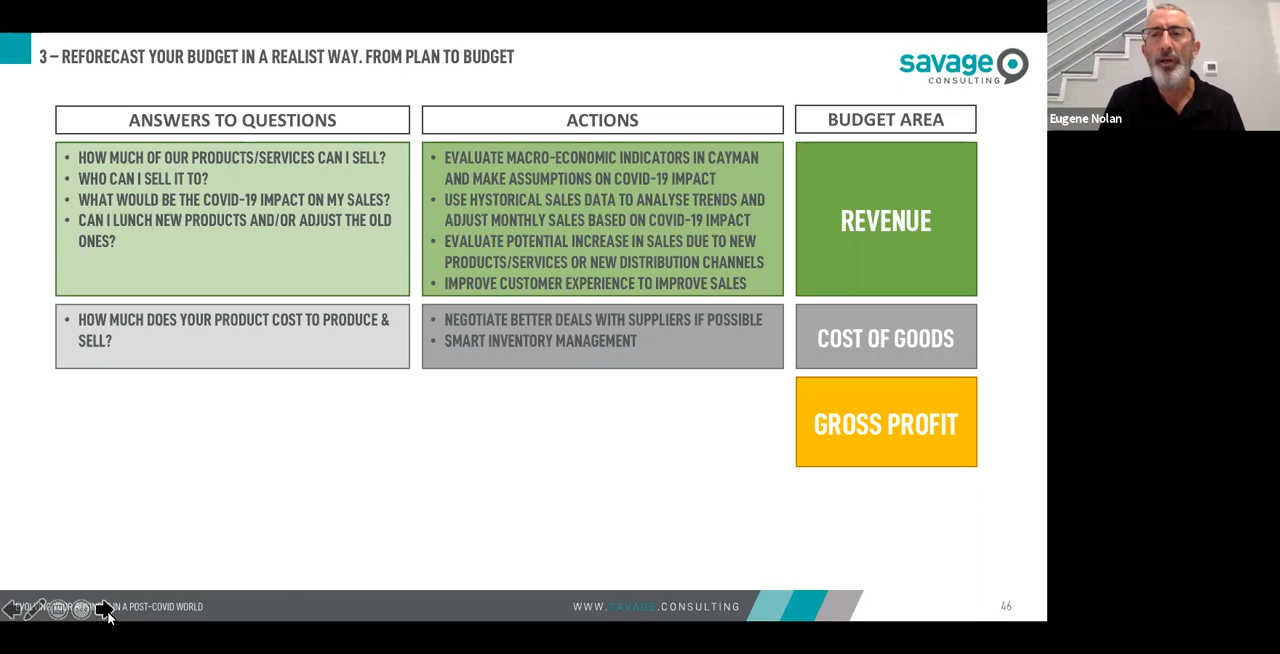 3 – REFORECAST YOUR BUDGET IN A REALIST WAY. FROM PLAN TO BUDGET
savage
CONSULTING
Eugene Nolan
ANSWERS TO QUESTIONS
ACTIONS
BUDGET AREA
• HOW MUCH OF OUR PRODUCTS/SERVICES CAN I SELL?
• WHO CAN I SELL IT TO?
• WHAT WOULD BE THE COVID-19 IMPACT ON MY SALES?
• CAN I LUNCH NEW PRODUCTS AND/OR ADJUST THE OLD
ONES?
• EVALUATE MACRO-ECONOMIC INDICATORS IN CAYMAN
AND MAKE ASSUMPTIONS ON COVID-19 IMPACT
• USE HYSTORICAL SALES DATA TO ANALYSE TRENDS AND
ADJUST MONTHLY SALES BASED ON COVID-19 IMPACT
• EVALUATE POTENTIAL INCREASE IN SALES DUE TO NEW
PRODUCTS/SERVICES OR NEW DISTRIBUTION CHANNELS
• IMPROVE CUSTOMER EXPERIENCE TO IMPROVE SALES
REVENUE
• HOW MUCH DOES YOUR PRODUCT COST TO PRODUCE &
SELL?
• NEGOTIATE BETTER DEALS WITH SUPPLIERS IF POSSIBLE
• SMART INVENTORY MANAGEMENT
COST OF GOODS
GROSS PROFIT
YOUR IN A POST-COVID WORLD
WWW.SAVAGE.CONSULTING
46